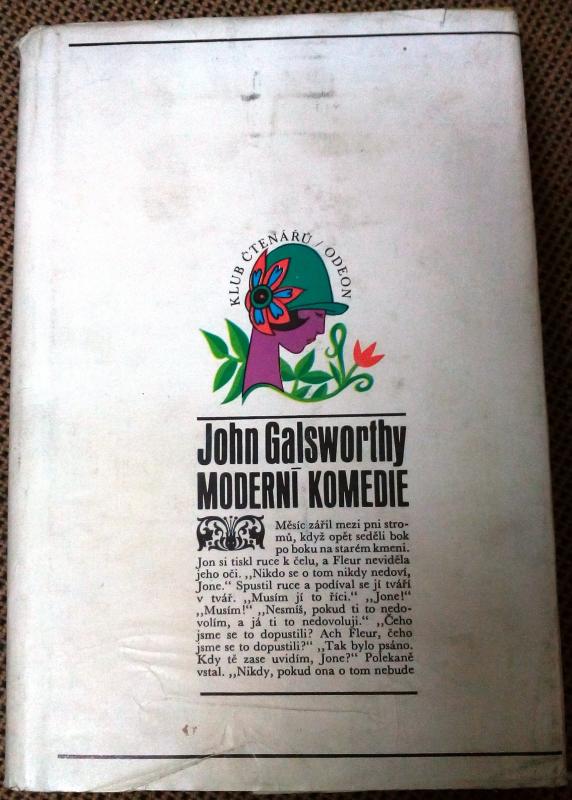 KLUB ČTENÁŘŮ / ODEON
John Galsworthy
MODERNÍ KOMEDIE
Měsíc zářil mezi pni stro-
mů, když opět seděli bok
po boku na starém kmeni.
Jon si tiskl ruce k čelu, a Fleur neviděla
jeho oči. „Nikdo se o tom nikdy nedoví,
Jone.“ Spustil ruce a podíval se jí tváří
v tvář. „Musím jí to říci.“ „Jone!“
„Musím!“ „Nesmíš, pokud ti to nedo-
volím, a já ti to nedovoluji.“ „Čeho
jsme se to dopustili? Ach Fleur, čeho
jsme se to dopustili?“ „Tak bylo psáno.
Kdy tě zase uvidím, Jone?“ Polekaně
vstal. „Nikdy, pokud ona o tom nebude